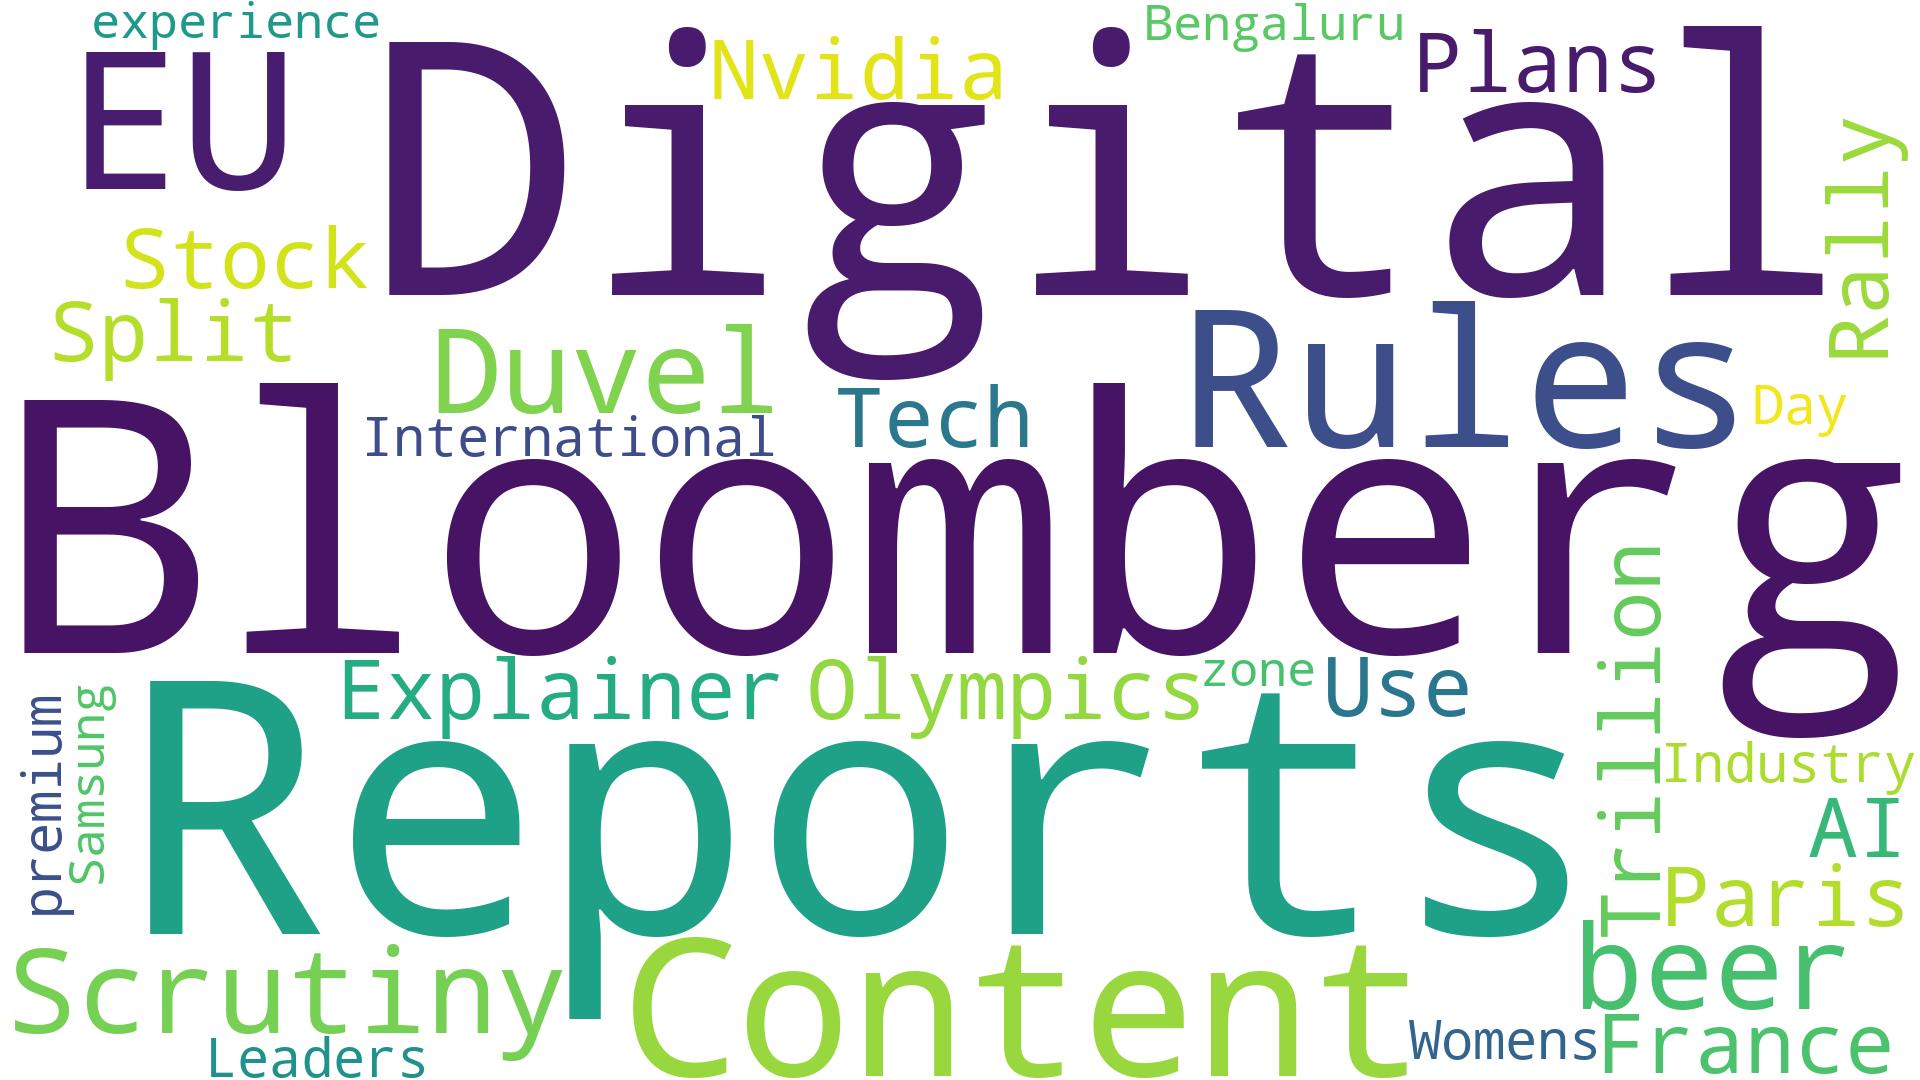 experience
Bengaluru
EU
Digital
Nvidia
Plans
Rally
Stock
Split
Duvel
Rules
International
Tech
Day
Bloomberg
Trillion
Explainer
Olympics
zone
Use
premium
Samsung
Reports
Industry
AI
Paris
Scrutiny
Content
beer
Leaders
Womens
France